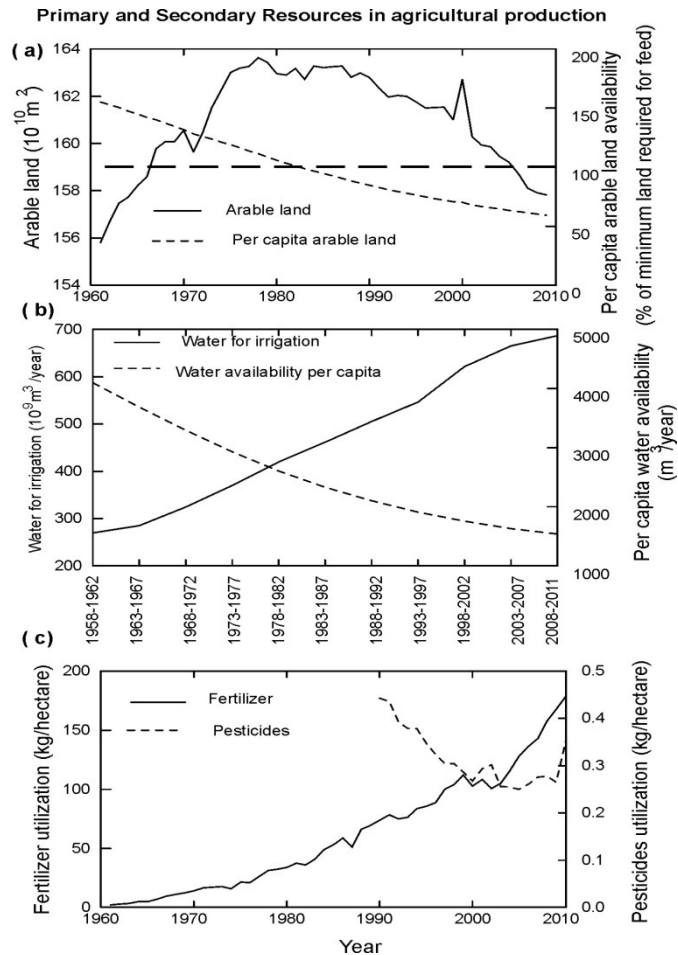 Primary and Secondary Resources in agricultural production
( a)
164
162
160
158
156
154
Arable land (10^10 m^2)
Arable land
Per capita arable land
200
150
100
50
0
Per capita arable land availability
(% of minimum land required for feed)
1960
1970
1980
1990
2000
2010
( b)
700
600
500
400
300
200
Water for irrigation (10^9 m^3 /year)
Water for irrigation
Water availability per capita
5000
4000
3000
2000
1000
Per capita water availability
(m^3/year)
1958-1962
1963-1967
1968-1972
1973-1977
1978-1982
1983-1987
1988-1992
1993-1997
1998-2002
2003-2007
2008-2011
( c)
200
150
100
50
0
Fertilizer utilization (kg/hectare)
Fertilizer
Pesticides
0.5
0.4
0.3
0.2
0.1
0.0
Pesticides utilization (kg/hectare)
1960
1970
1980
1990
2000
2010
Year